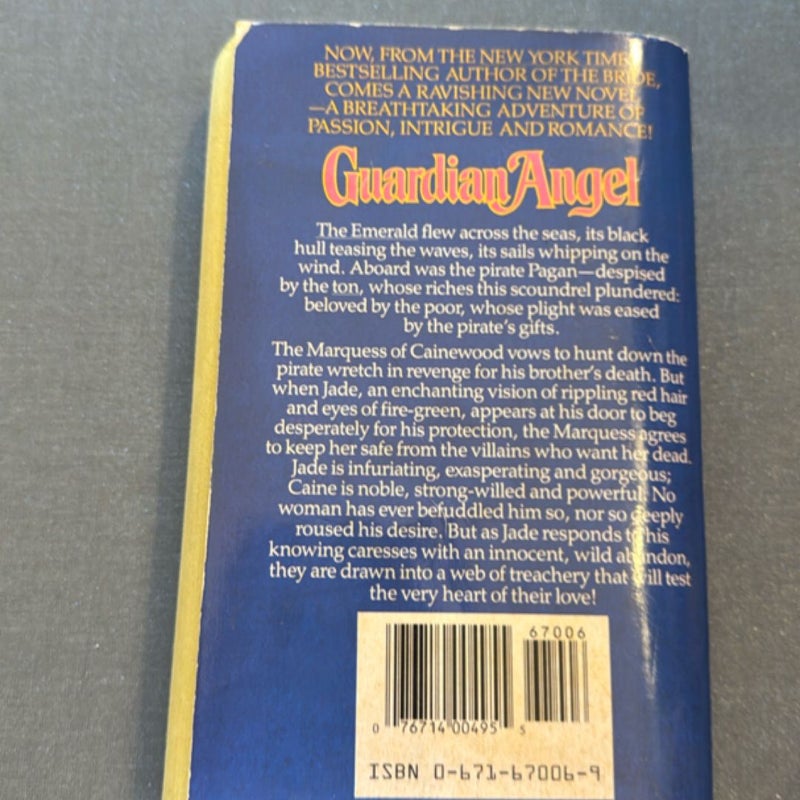 NOW, FROM THE NEW YORK TIMES
BESTSELLING AUTHOR OF THE BRIDE,
COMES A RAVISHING NEW NOVEL
—A BREATHTAKING ADVENTURE OF
PASSION, INTRIGUE AND ROMANCE!
Guardian Angel
The Emerald flew across the seas, its black
hull teasing the waves, its sails whipping on the
wind. Aboard was the pirate Pagan—despised
by the ton, whose riches this scoundrel plundered:
beloved by the poor, whose plight was eased
by the pirate's gifts.
The Marquess of Cainewood vows to hunt down the
pirate wretch in revenge for his brother's death. But
when Jade, an enchanting vision of rippling red hair
and eyes of fire-green, appears at his door to beg
desperately for his protection, the Marquess agrees
to keep her safe from the villains who want her dead.
Jade is infuriating, exasperating and gorgeous;
Caine is noble, strong-willed and powerful. No
woman has ever befuddled him so, nor so deeply
roused his desire. But as Jade responds to his
knowing caresses with an innocent, wild abandon,
they are drawn into a web of treachery that will test
the very heart of their love!
67006
0 76714 00495 5
ISBN 0-671-67006-9